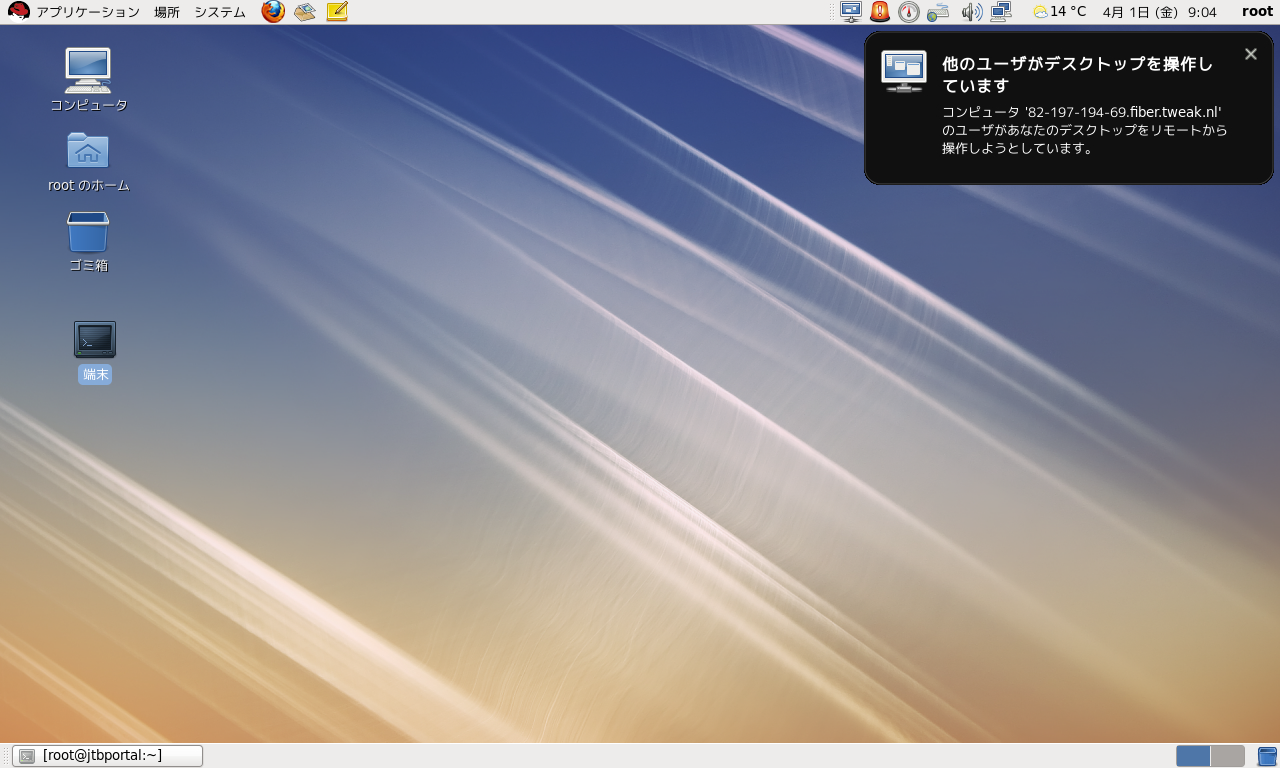 アプリケーション 場所 システム 14 °C 4月 1日 (金) 9:04 root
コンピュータ
root のホーム
ゴミ箱
端末
他のユーザがデスクトップを操作し
ています
コンピュータ '82-197-194-69.fiber.tweak.nl'
のユーザがあなたのデスクトップをリモートから
操作しようとしています。
[root@jtbportal:~]